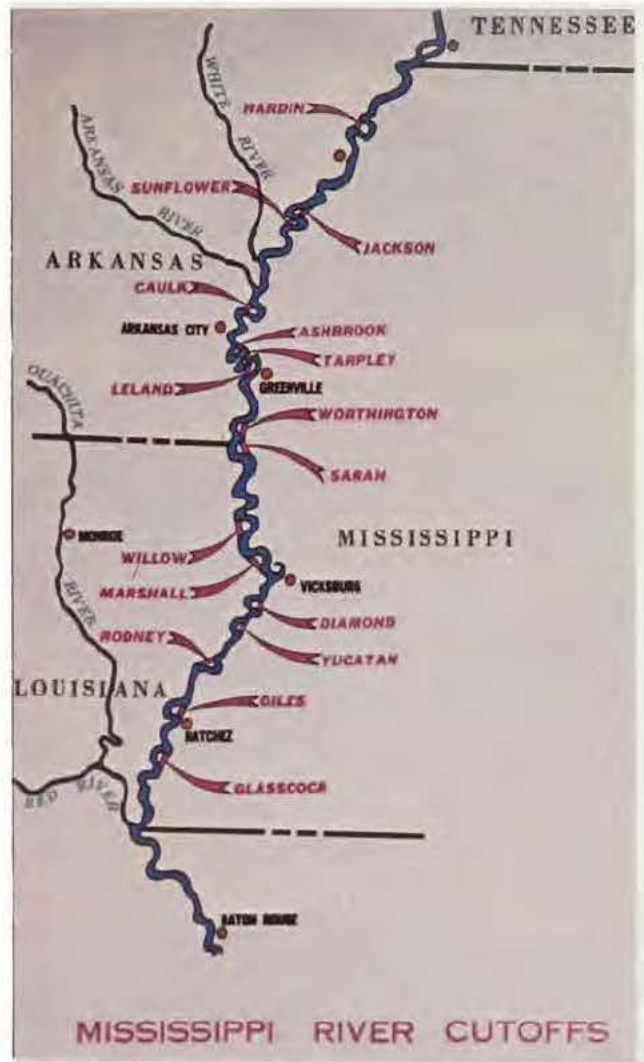 TENNESSEE
WHITE RIVER
HARDIN
ARKANSAS RIVER
SUNFLOWER
JACKSON
ARKANSAS
CAULK
ARKANSAS CITY
ASHBROOK
TARPLEY
LELAND
GREENVILLE
OUACHITA RIVER
WORTHINGTON
SARAH
MONROE
MISSISSIPPI
WILLOW
VICKSBURG
MARSHALL
DIAMOND
RODNEY
YUCATAN
LOUISIANA
GILES
NATCHEZ
GLASSCOCK
RED RIVER
BATON ROUGE
MISSISSIPPI RIVER CUTOFFS